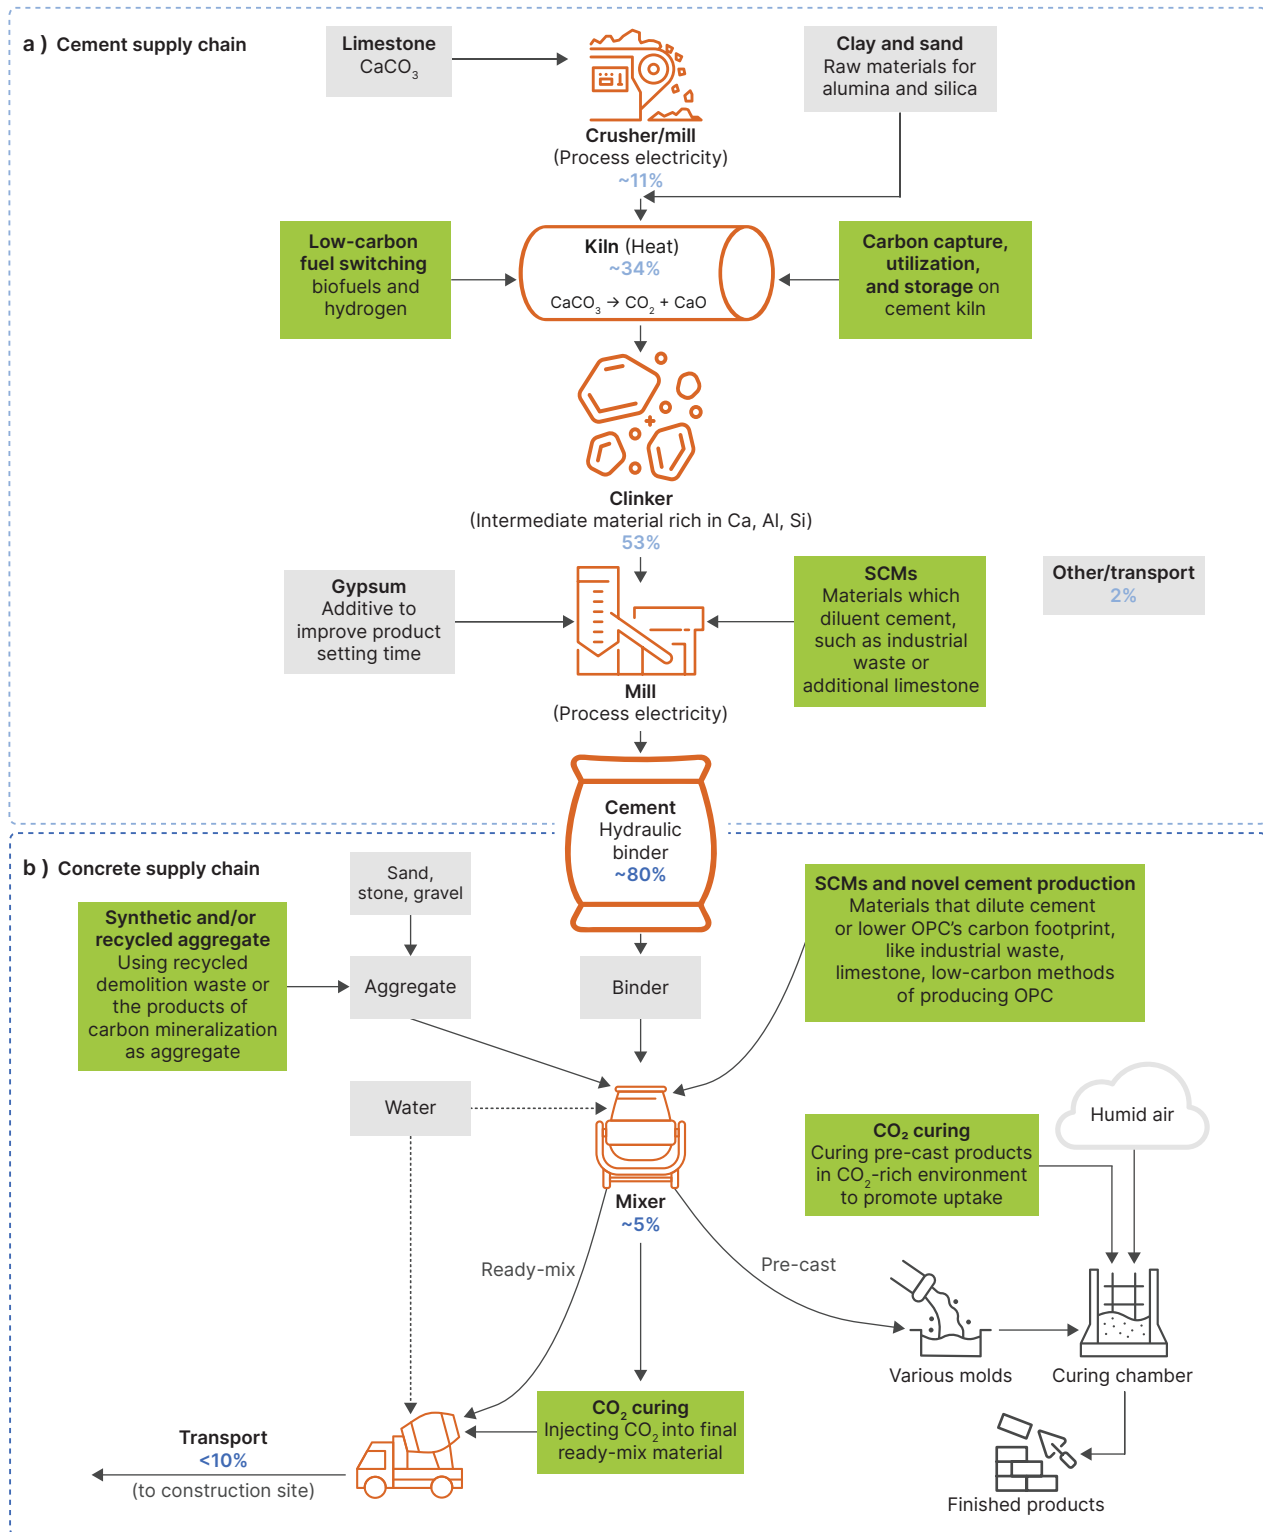 a ) Cement supply chain
Limestone
CaCO₃
Clay and sand
Raw materials for
alumina and silica
Crusher/mill
(Process electricity)
~11%
Low-carbon
fuel switching
biofuels and
hydrogen
Kiln (Heat)
~34%
CaCO₃ → CO₂ + CaO
Carbon capture,
utilization,
and storage on
cement kiln
Clinker
(Intermediate material rich in Ca, Al, Si)
53%
Gypsum
Additive to
improve product
setting time
SCMs
Materials which
diluent cement,
such as industrial
waste or
additional limestone
Other/transport
2%
Mill
(Process electricity)
Cement
Hydraulic
binder
~80%
b ) Concrete supply chain
Sand,
stone, gravel
Synthetic and/or
recycled aggregate
Using recycled
demolition waste or
the products of
carbon mineralization
as aggregate
Aggregate
Binder
SCMs and novel cement production
Materials that dilute cement
or lower OPC’s carbon footprint,
like industrial waste,
limestone, low-carbon methods
of producing OPC
Water
Humid air
CO₂ curing
Curing pre-cast products
in CO₂-rich environment
to promote uptake
Mixer
~5%
Ready-mix
Pre-cast
Various molds
Curing chamber
CO₂ curing
Injecting CO₂ into final
ready-mix material
Transport
<10%
(to construction site)
Finished products